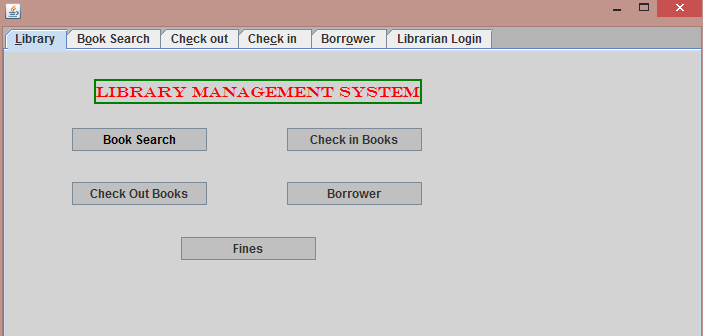 Library Book Search Check out Check in Borrower Librarian Login
LIBRARY MANAGEMENT SYSTEM
Book Search Check in Books
Check Out Books Borrower
Fines